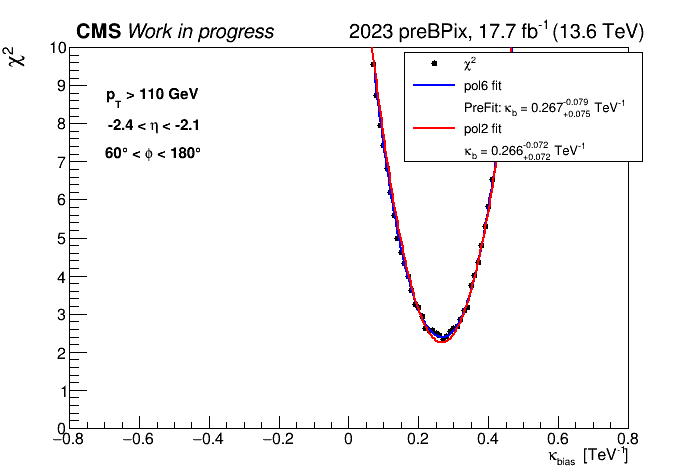 CMS Work in progress
2023 preBPix, 17.7 fb⁻¹ (13.6 TeV)
χ²
10
9
8
7
6
5
4
3
2
1
0
p_T > 110 GeV
-2.4 < η < -2.1
60° < ϕ < 180°
χ²
pol6 fit
PreFit: κ_b = 0.267 -0.079 +0.075 TeV⁻¹
pol2 fit
κ_b = 0.266 -0.072 +0.072 TeV⁻¹
−0.8 −0.6 −0.4 −0.2 0 0.2 0.4 0.6 0.8
κ_bias [TeV⁻¹]